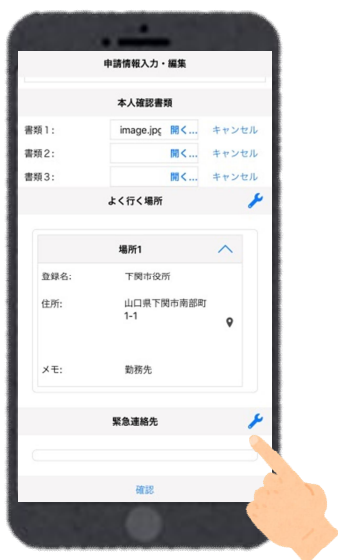 申請情報入力・編集
本人確認書類
書類1: image.jpg 開く... キャンセル
書類2: 開く... キャンセル
書類3: 開く... キャンセル
よく行く場所
場所1
登録名: 下関市役所
住所: 山口県下関市南部町
1-1
メモ: 勤務先
緊急連絡先
確認